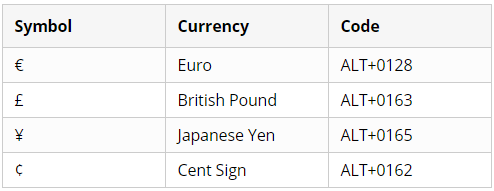 Symbol Currency Code
€ Euro ALT+0128
£ British Pound ALT+0163
¥ Japanese Yen ALT+0165
¢ Cent Sign ALT+0162